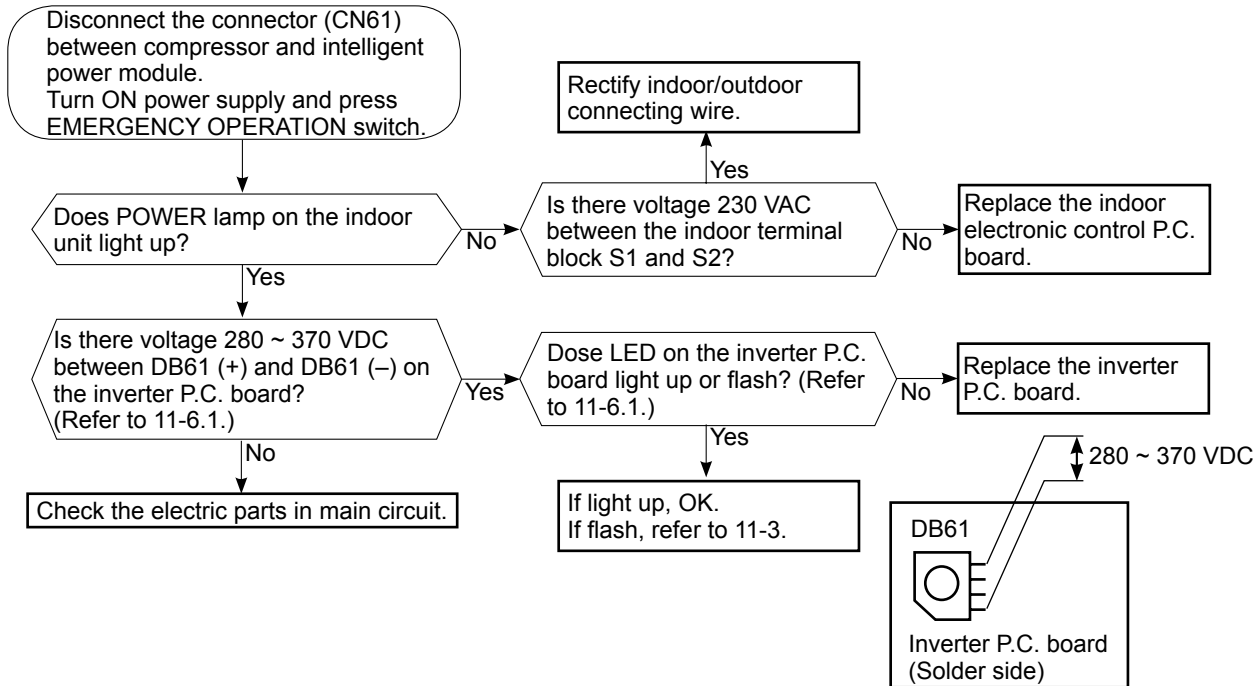 Disconnect the connector (CN61)
between compressor and intelligent
power module.
Turn ON power supply and press
EMERGENCY OPERATION switch.
Rectify indoor/outdoor
connecting wire.
Yes
Does POWER lamp on the indoor
unit light up?
No
Is there voltage 230 VAC
between the indoor terminal
block S1 and S2?
No
Replace the indoor
electronic control P.C.
board.
Yes
Is there voltage 280 ~ 370 VDC
between DB61 (+) and DB61 (–) on
the inverter P.C. board?
(Refer to 11-6.1.)
Yes
Dose LED on the inverter P.C.
board light up or flash? (Refer
to 11-6.1.)
No
Replace the inverter
P.C. board.
No
Yes
Check the electric parts in main circuit.
If light up, OK.
If flash, refer to 11-3.
280 ~ 370 VDC
DB61
Inverter P.C. board
(Solder side)